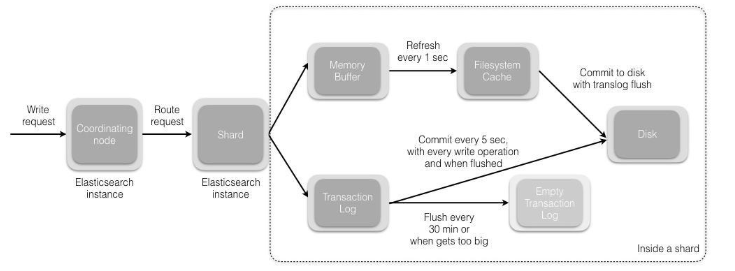 Write
request
Coordinating
node
Elasticsearch
instance
Route
request
Shard
Elasticsearch
instance
Memory
Buffer
Refresh
every 1 sec
Filesystem
Cache
Commit to disk
with translog flush
Disk
Commit every 5 sec,
with every write operation
and when flushed
Transaction
Log
Flush every
30 min or
when gets too big
Empty
Transaction
Log
Inside a shard